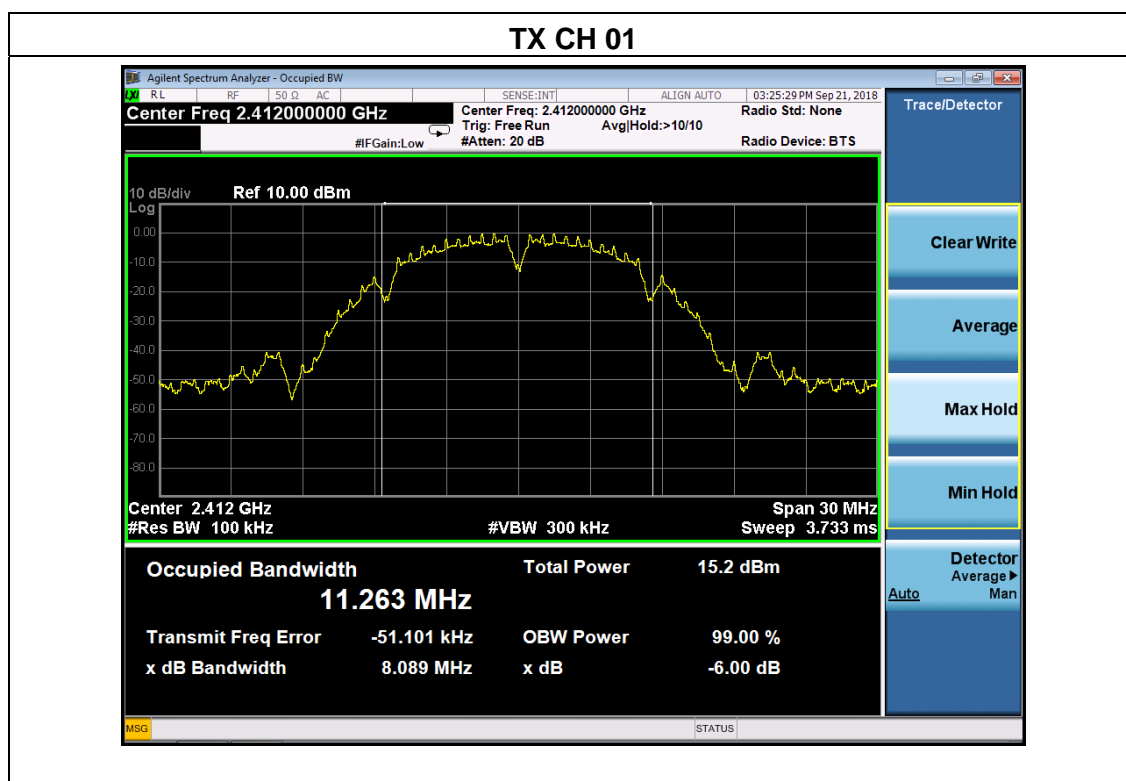 TX CH 01
Agilent Spectrum Analyzer - Occupied BW
LXI RL RF 50 Ω AC SENSE:INT ALIGN AUTO 03:25:29 PM Sep 21, 2018
Center Freq 2.412000000 GHz
Center Freq: 2.412000000 GHz Radio Std: None
Trig: Free Run Avg|Hold:>10/10
#IFGain:Low #Atten: 20 dB Radio Device: BTS
Trace/Detector
10 dB/div Ref 10.00 dBm
Log
0.00
-10.0
-20.0
-30.0
-40.0
-50.0
-60.0
-70.0
-80.0
Center 2.412 GHz Span 30 MHz
#Res BW 100 kHz #VBW 300 kHz Sweep 3.733 ms
Clear Write
Average
Max Hold
Min Hold
Detector
Average▶
Auto Man
Occupied Bandwidth Total Power 15.2 dBm
11.263 MHz
Transmit Freq Error -51.101 kHz OBW Power 99.00 %
x dB Bandwidth 8.089 MHz x dB -6.00 dB
MSG STATUS